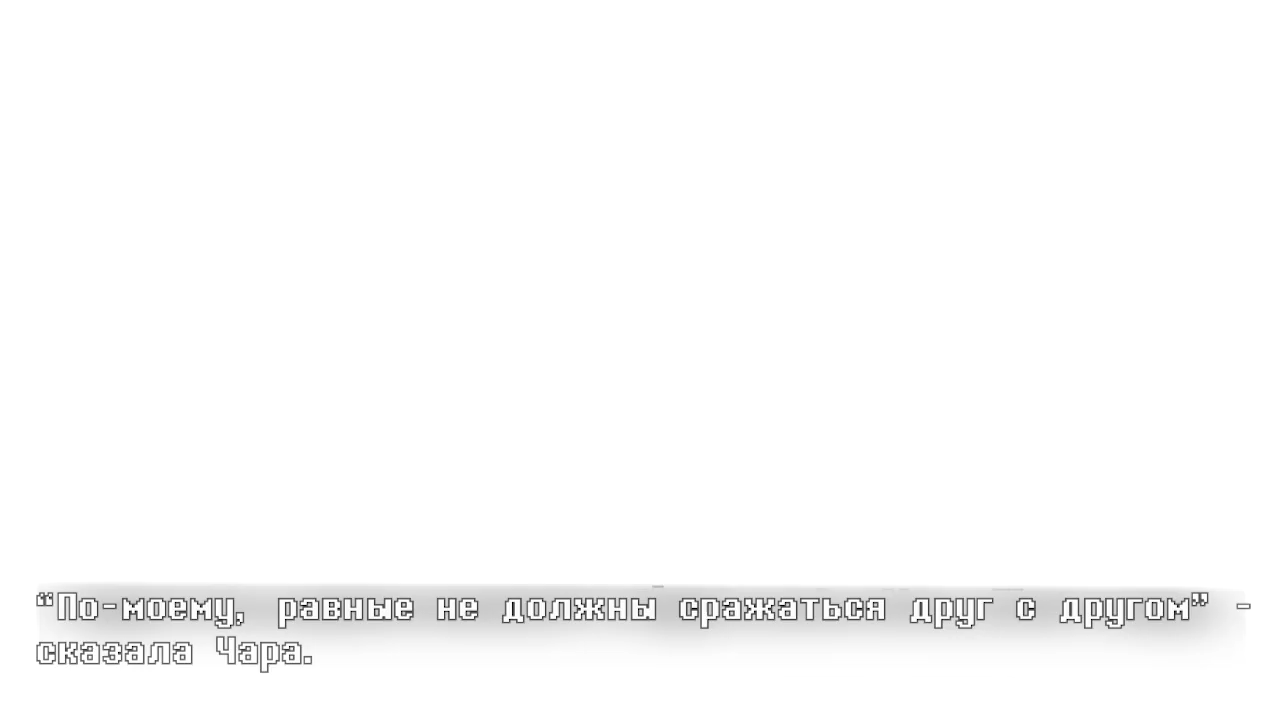 “По-моему, равные не должны сражаться друг с другом” -
сказала Чара.